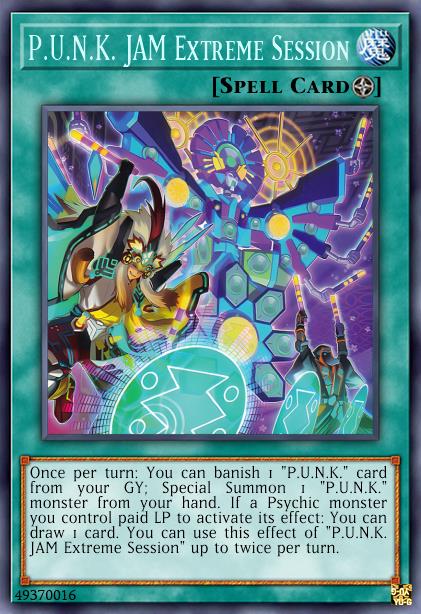 P.U.N.K. JAM Extreme Session
[Spell Card]
Once per turn: You can banish 1 "P.U.N.K." card
from your GY; Special Summon 1 "P.U.N.K."
monster from your hand. If a Psychic monster
you control paid LP to activate its effect: You can
draw 1 card. You can use this effect of "P.U.N.K.
JAM Extreme Session" up to twice per turn.
49370016